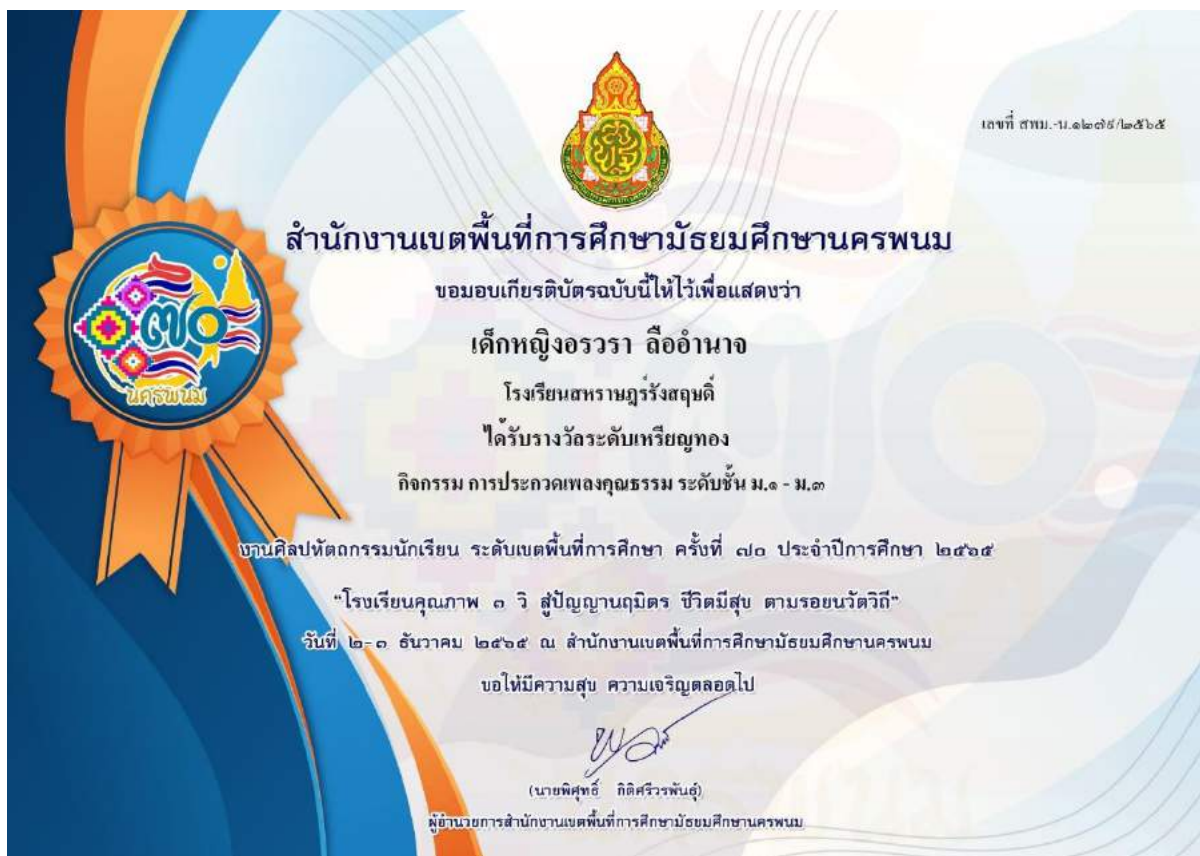 เลขที่ สพม.-น.๑๒๗๙/๒๕๖๕
๗๐
นครพนม
สำนักงานเขตพื้นที่การศึกษามัธยมศึกษานครพนม
ขอมอบเกียรติบัตรฉบับนี้ให้ไว้เพื่อแสดงว่า
เด็กหญิงอรวรา ลืออำนาจ
โรงเรียนสหราษฎร์รังสฤษดิ์
ได้รับรางวัลระดับเหรียญทอง
กิจกรรม การประกวดเพลงคุณธรรม ระดับชั้น ม.๑ - ม.๓
งานศิลปหัตถกรรมนักเรียน ระดับเขตพื้นที่การศึกษา ครั้งที่ ๗๐ ประจำปีการศึกษา ๒๕๖๕
“โรงเรียนคุณภาพ ๓ วิ สู่ปัญญานฤมิตร ชีวิตมีสุข ตามรอยนวัตวิถี”
วันที่ ๒-๓ ธันวาคม ๒๕๖๕ ณ สำนักงานเขตพื้นที่การศึกษามัธยมศึกษานครพนม
ขอให้มีความสุข ความเจริญตลอดไป
(นายพิศุทธิ์ กิติศรีวรพันธุ์)
ผู้อำนวยการสำนักงานเขตพื้นที่การศึกษามัธยมศึกษานครพนม